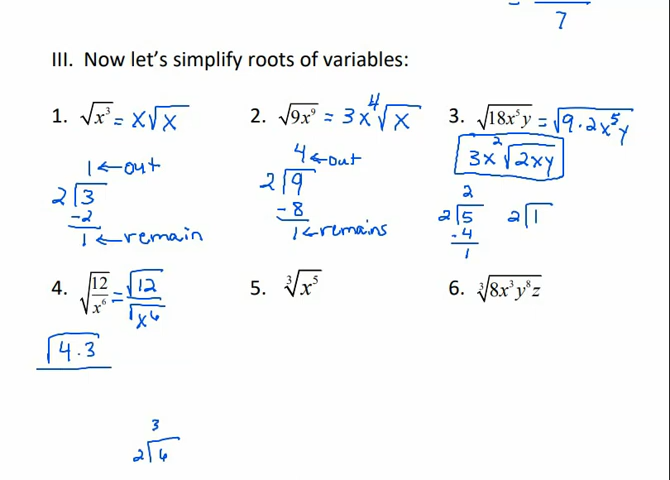 7
III. Now let's simplify roots of variables:
1. √x³ = x√x
2. √9x⁹ = 3x⁴√x
3. √18x⁵y = √9·2x⁵y
3x²√2xy
1 ← out
2 √3
-2
1 ← remain
4 ← out
2 √9
-8
1 ← remains
2
2 √5
-4
1
2 √1
4. √12/x⁶ = √12/√x⁶
5. ∛x⁵
6. ∛8x³y⁸z
√4·3
3
2 √6